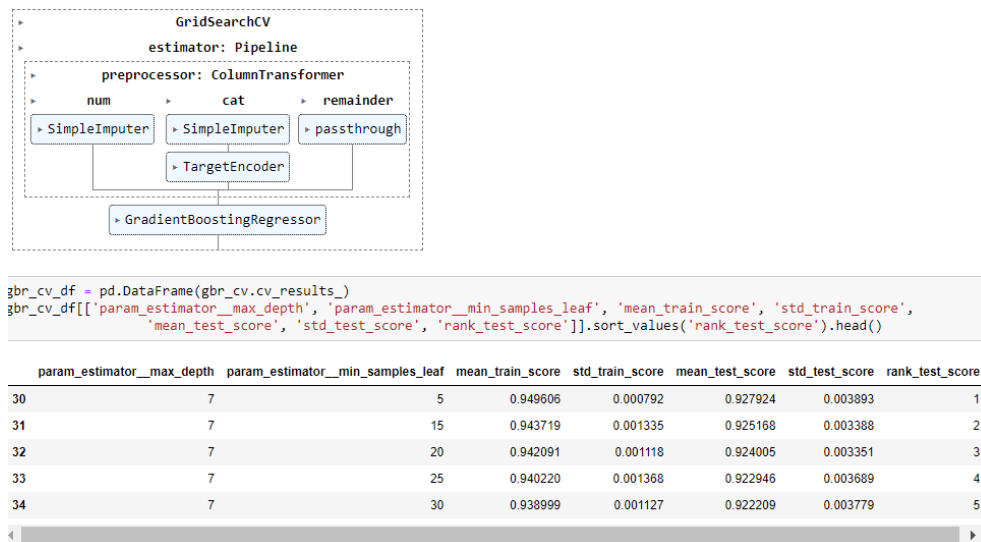 GridSearchCV
estimator: Pipeline
preprocessor: ColumnTransformer
num cat remainder
SimpleImputer SimpleImputer passthrough
TargetEncoder
GradientBoostingRegressor
gbr_cv_df = pd.DataFrame(gbr_cv.cv_results_)
gbr_cv_df[['param_estimator__max_depth', 'param_estimator__min_samples_leaf', 'mean_train_score', 'std_train_score',
'mean_test_score', 'std_test_score', 'rank_test_score']].sort_values('rank_test_score').head()
param_estimator__max_depth param_estimator__min_samples_leaf mean_train_score std_train_score mean_test_score std_test_score rank_test_score
30 7 5 0.949606 0.000792 0.927924 0.003893 1
31 7 15 0.943719 0.001335 0.925168 0.003388 2
32 7 20 0.942091 0.001118 0.924005 0.003351 3
33 7 25 0.940220 0.001368 0.922946 0.003689 4
34 7 30 0.938999 0.001127 0.922209 0.003779 5